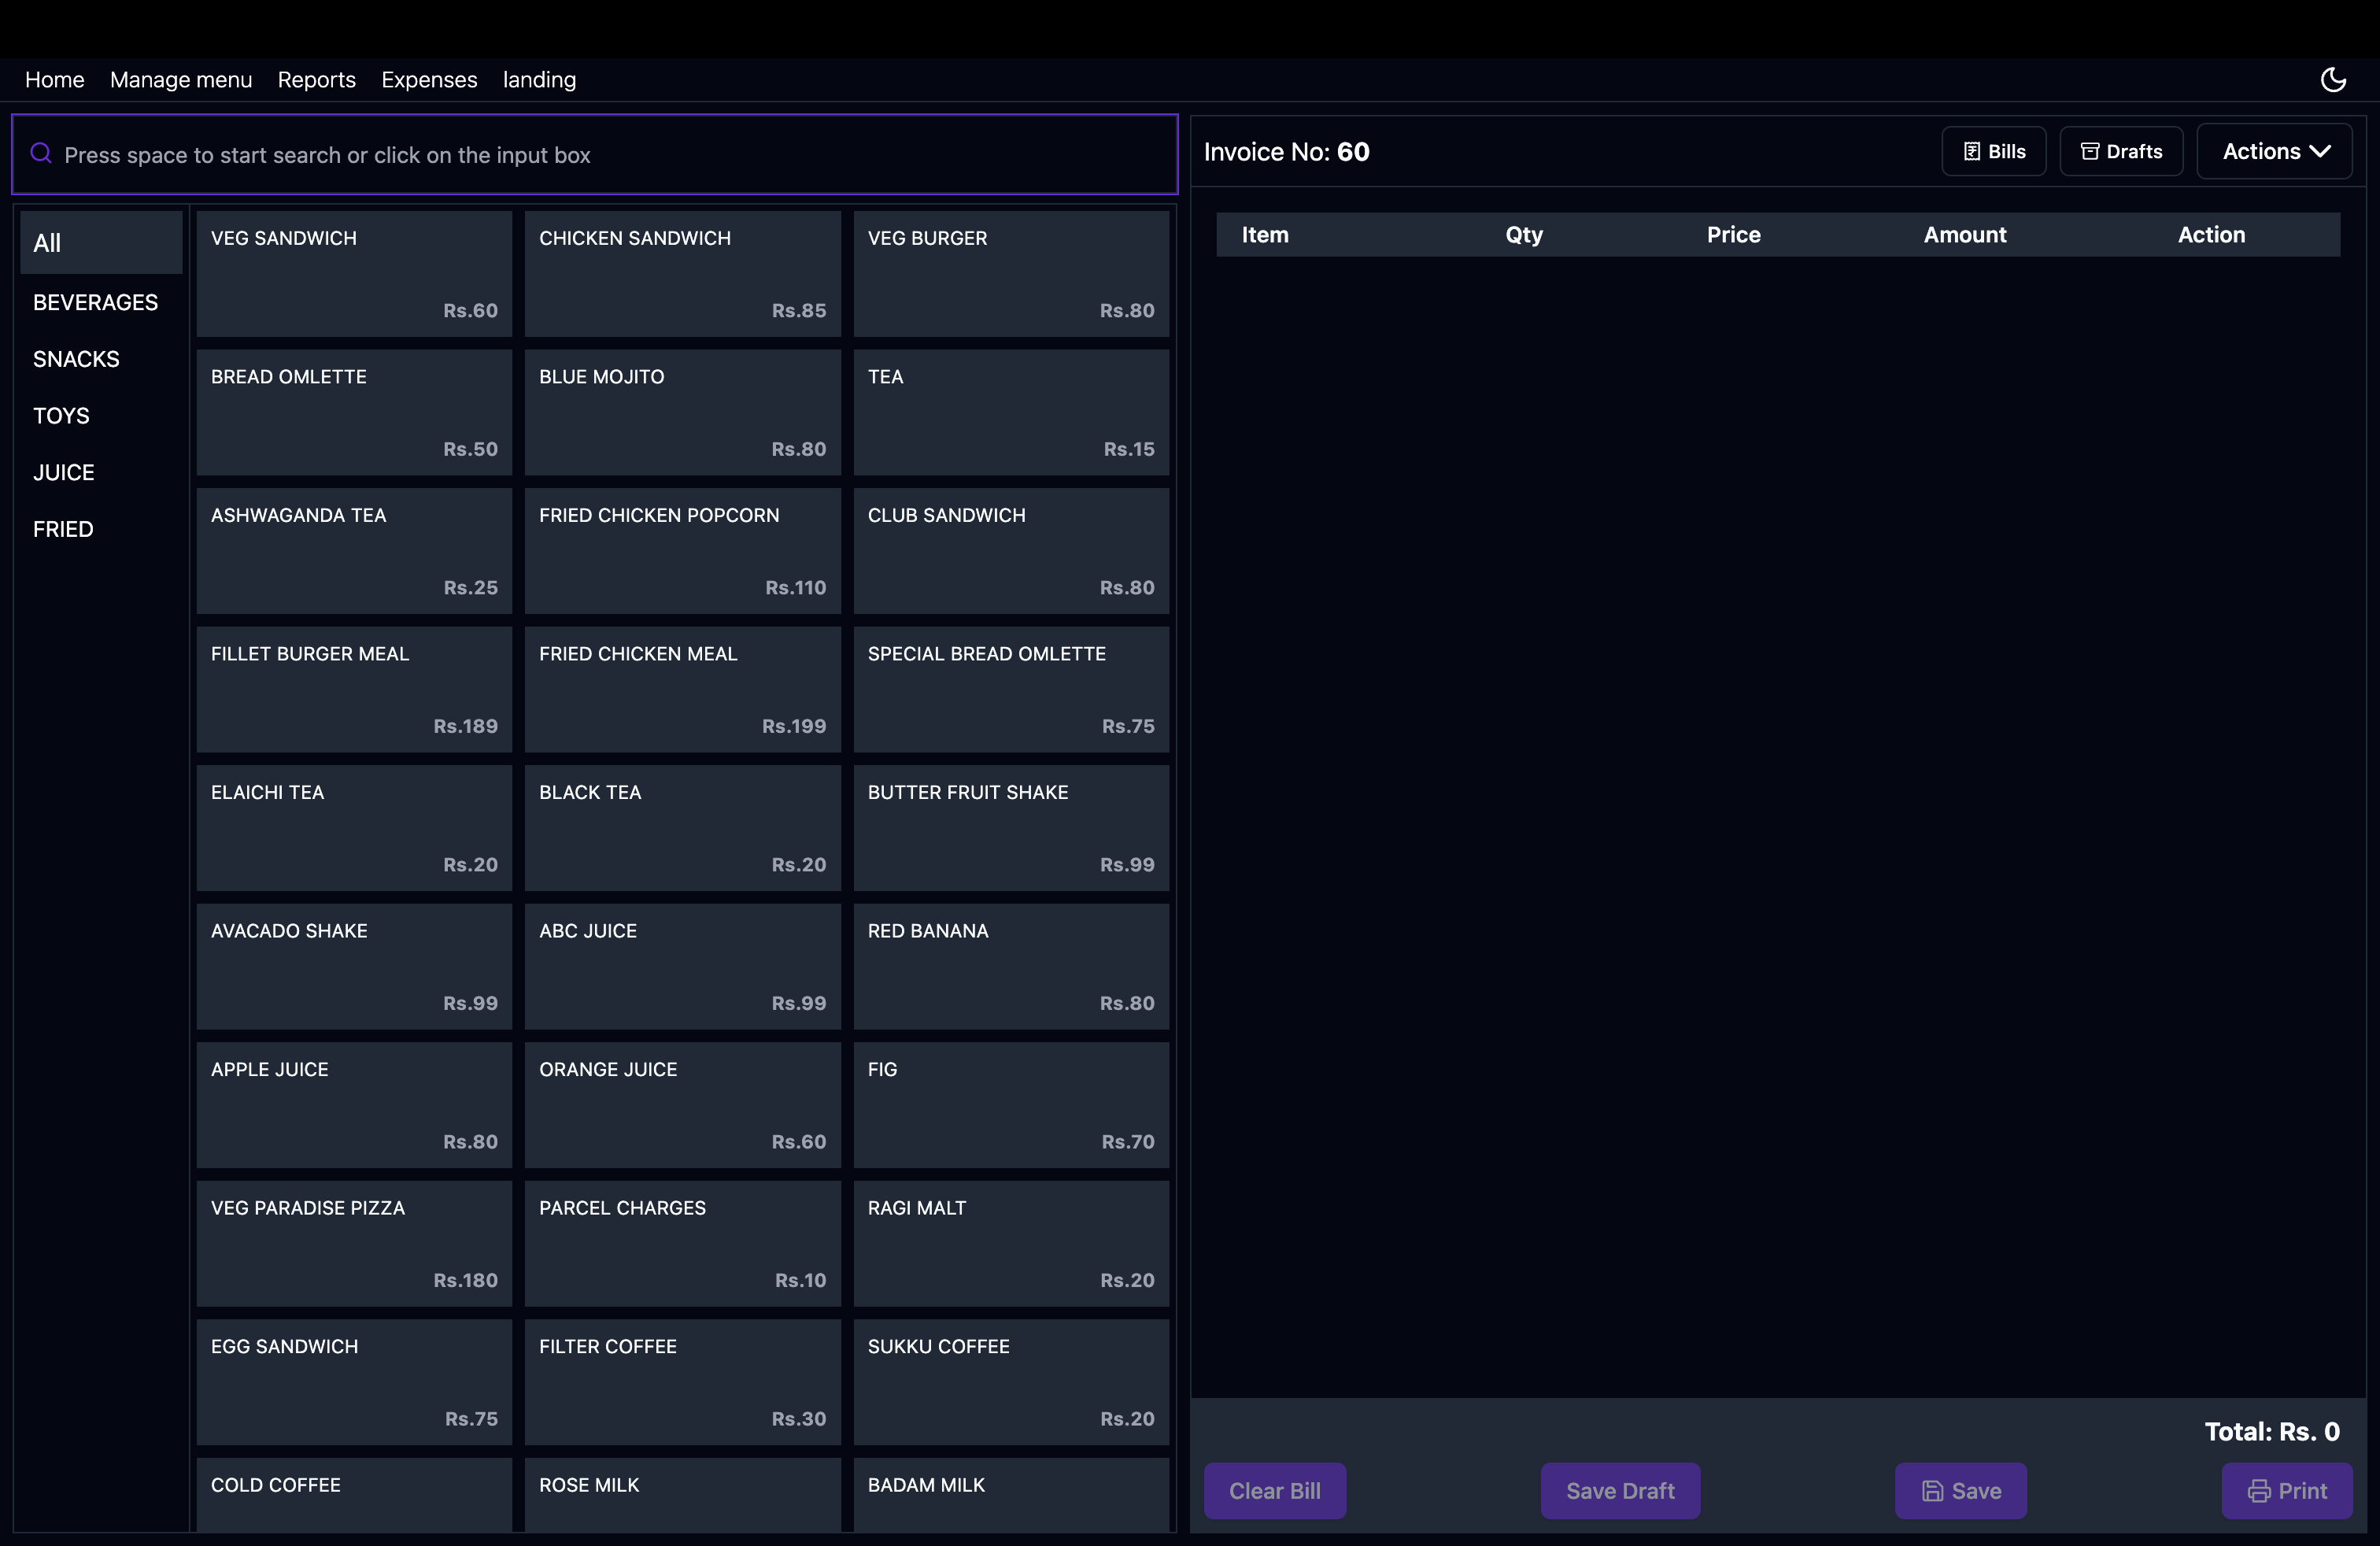 Home Manage menu Reports Expenses landing
Press space to start search or click on the input box
All
BEVERAGES
SNACKS
TOYS
JUICE
FRIED
VEG SANDWICH CHICKEN SANDWICH VEG BURGER
Rs.60 Rs.85 Rs.80
BREAD OMLETTE BLUE MOJITO TEA
Rs.50 Rs.80 Rs.15
ASHWAGANDA TEA FRIED CHICKEN POPCORN CLUB SANDWICH
Rs.25 Rs.110 Rs.80
FILLET BURGER MEAL FRIED CHICKEN MEAL SPECIAL BREAD OMLETTE
Rs.189 Rs.199 Rs.75
ELAICHI TEA BLACK TEA BUTTER FRUIT SHAKE
Rs.20 Rs.20 Rs.99
AVACADO SHAKE ABC JUICE RED BANANA
Rs.99 Rs.99 Rs.80
APPLE JUICE ORANGE JUICE FIG
Rs.80 Rs.60 Rs.70
VEG PARADISE PIZZA PARCEL CHARGES RAGI MALT
Rs.180 Rs.10 Rs.20
EGG SANDWICH FILTER COFFEE SUKKU COFFEE
Rs.75 Rs.30 Rs.20
COLD COFFEE ROSE MILK BADAM MILK
Invoice No: 60 Bills Drafts Actions
Item Qty Price Amount Action
Total: Rs. 0
Clear Bill Save Draft Save Print